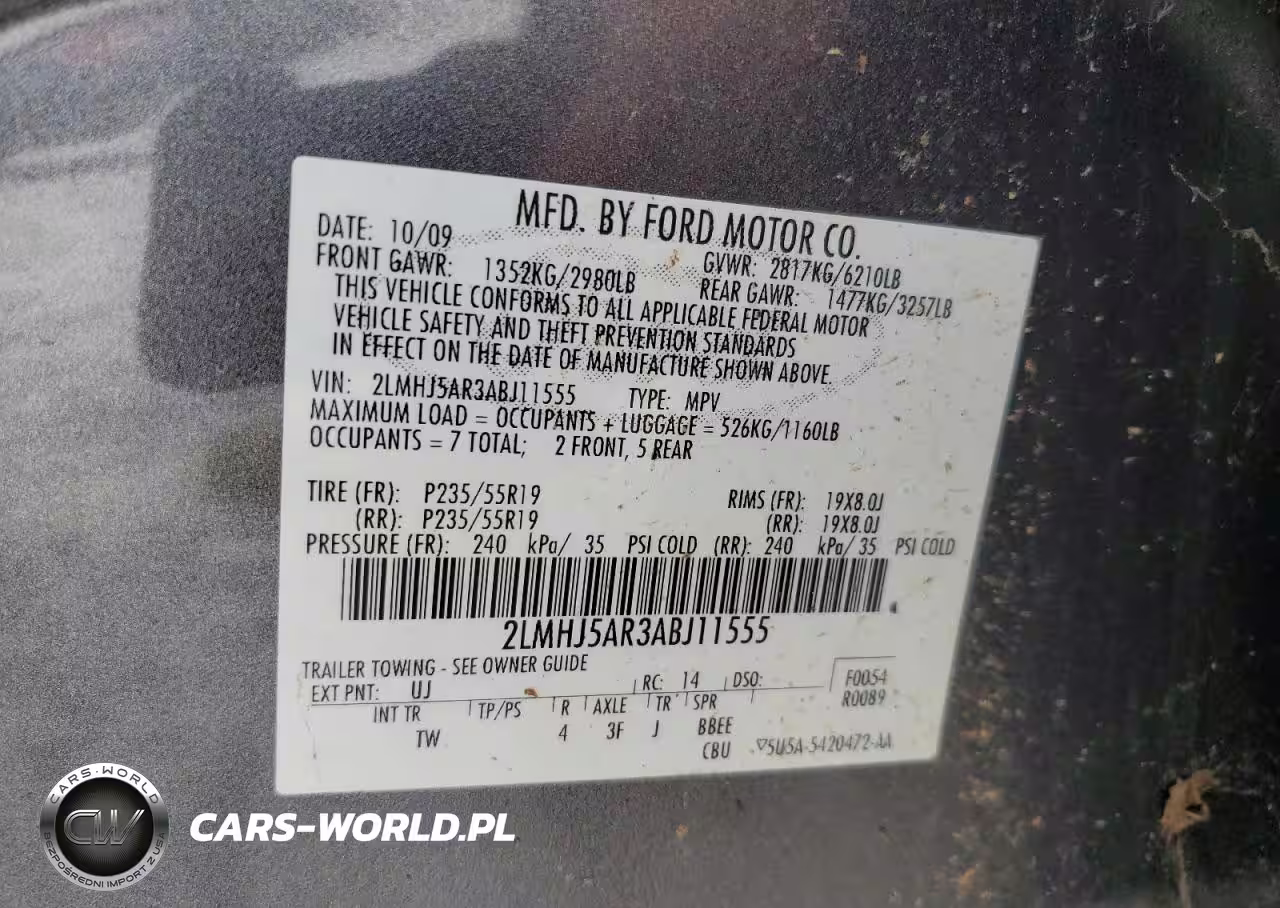 MFD. BY FORD MOTOR CO.
DATE: 10/09 GVWR: 2817KG/6210LB
FRONT GAWR: 1352KG/2980LB REAR GAWR: 1477KG/3257LB
THIS VEHICLE CONFORMS TO ALL APPLICABLE FEDERAL MOTOR
VEHICLE SAFETY AND THEFT PREVENTION STANDARDS
IN EFFECT ON THE DATE OF MANUFACTURE SHOWN ABOVE.
VIN: 2LMHJ5AR3ABJ11555 TYPE: MPV
MAXIMUM LOAD = OCCUPANTS + LUGGAGE = 526KG/1160LB
OCCUPANTS = 7 TOTAL; 2 FRONT, 5 REAR
TIRE (FR): P235/55R19 RIMS (FR): 19X8.0J
(RR): P235/55R19 (RR): 19X8.0J
PRESSURE (FR): 240 kPa/ 35 PSI COLD (RR): 240 kPa/ 35 PSI COLD
2LMHJ5AR3ABJ11555
TRAILER TOWING - SEE OWNER GUIDE
EXT PNT: UJ RC: 14 DSO: F0054
R0089
INT TR TP/PS R AXLE TR SPR
TW 4 3F J BBEE
CBU ▽5U5A-5420472-AA
CARS-WORLD
CW
BEZPOŚREDNI IMPORT Z USA
CARS-WORLD.PL